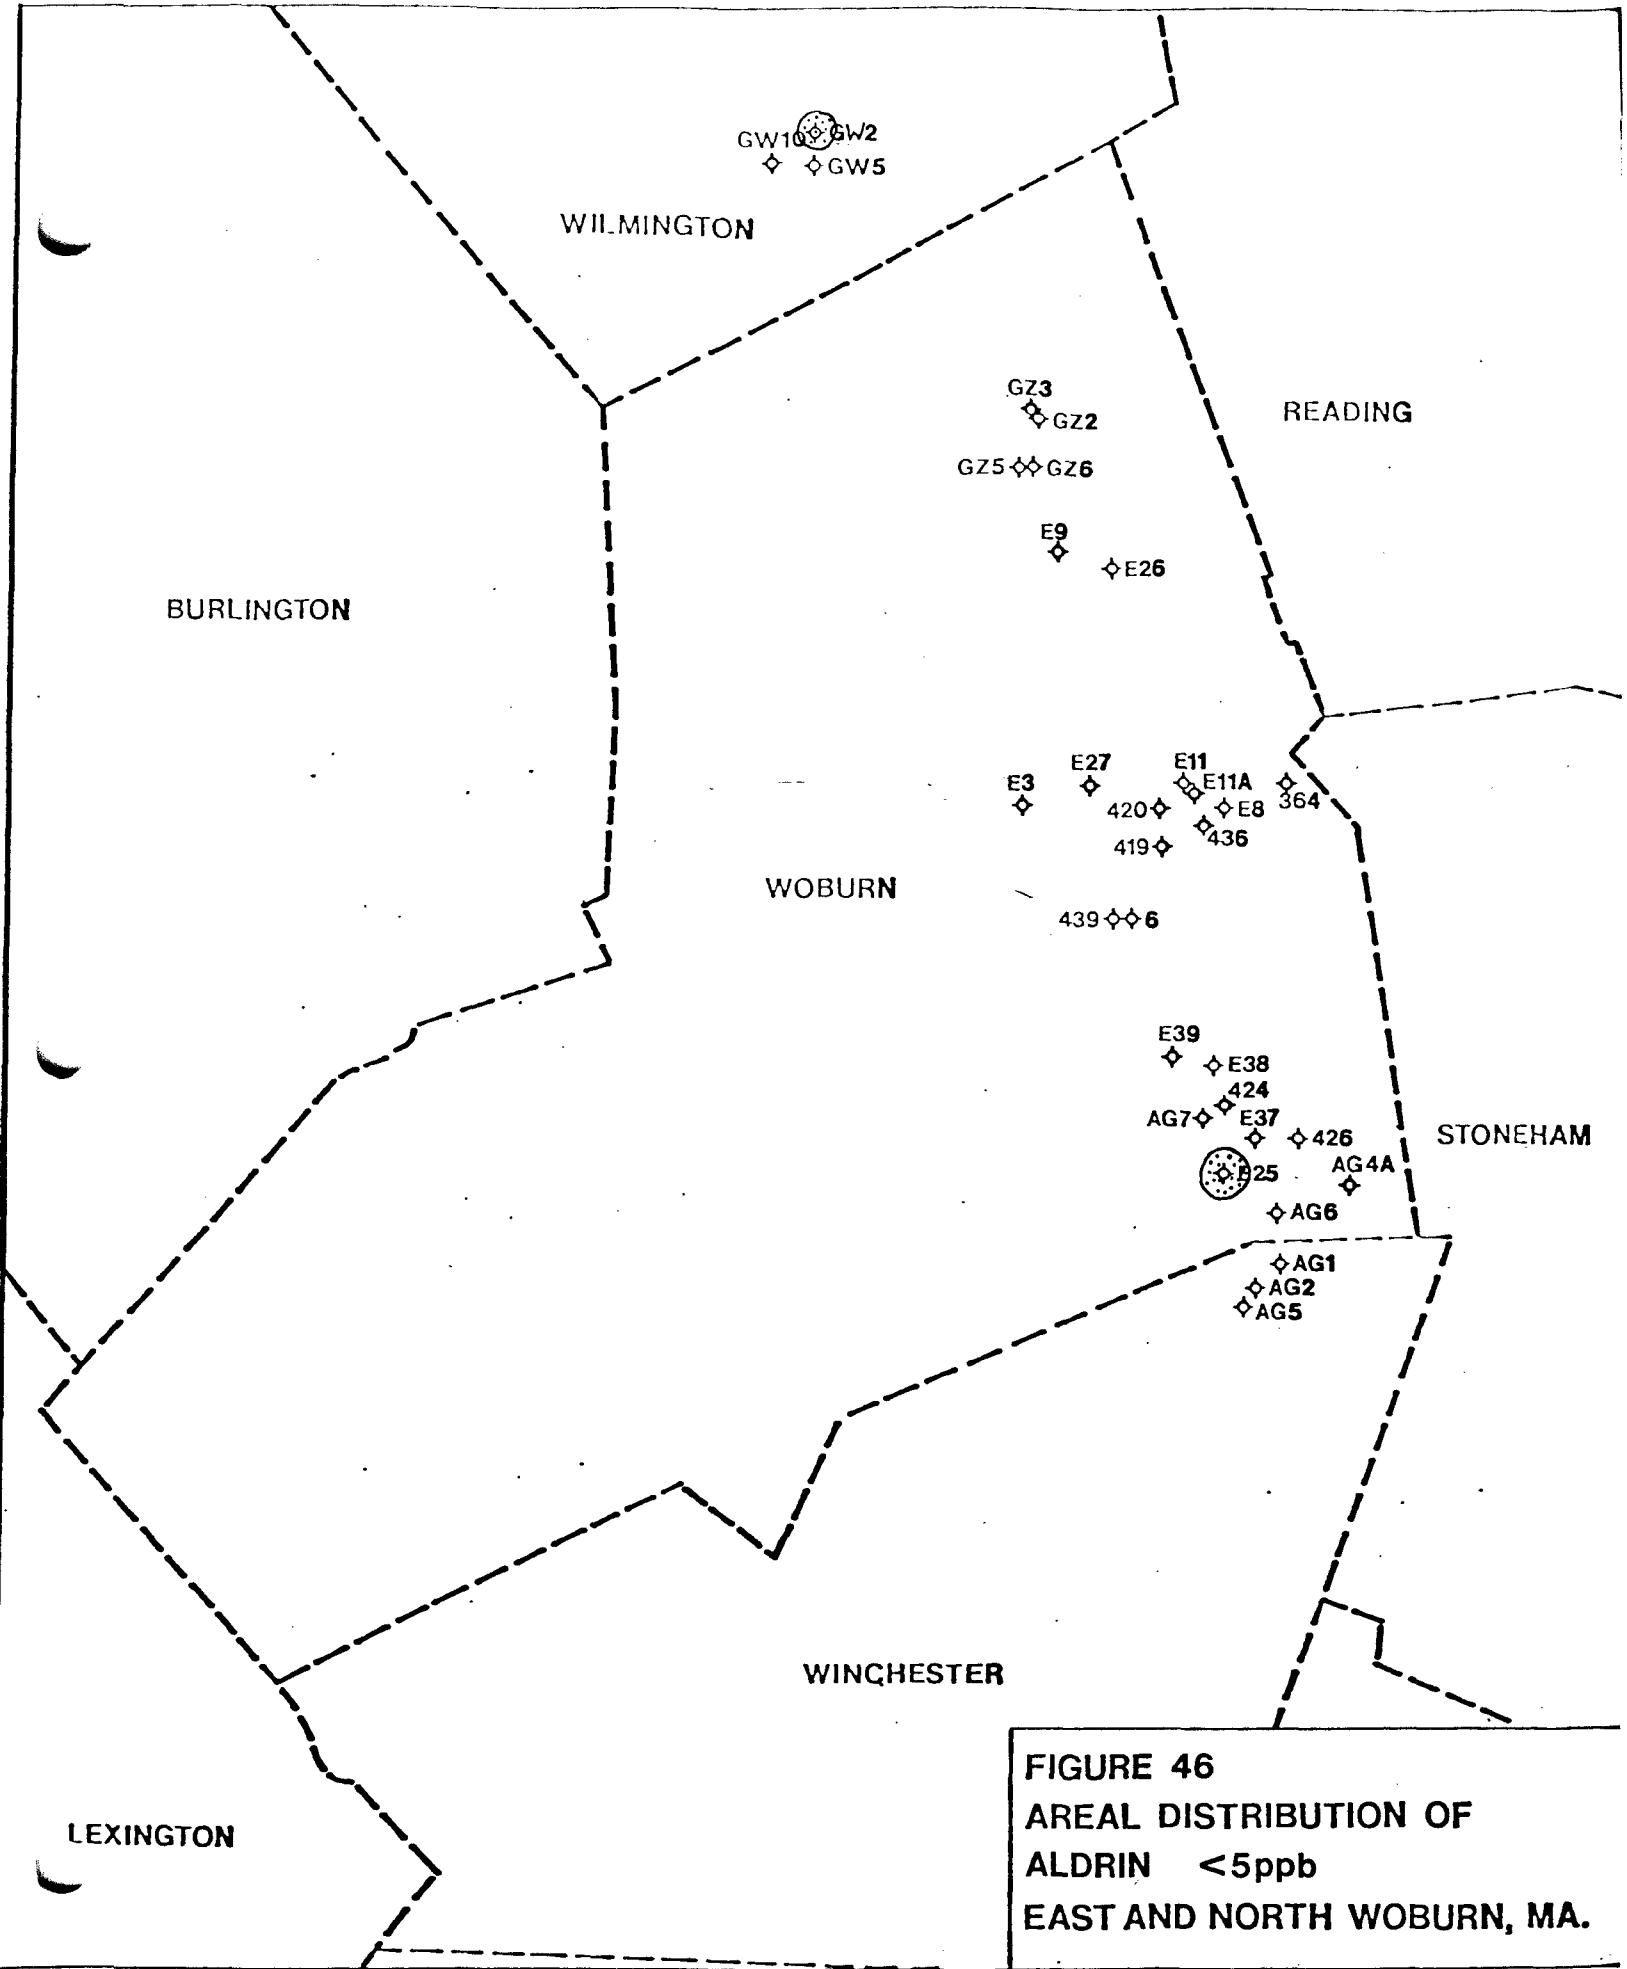 GW10 GW2
GW5
WILMINGTON
GZ3
GZ2
READING
GZ5 GZ6
E9
E26
BURLINGTON
E27
E11
E3
E11A
364
420
E8
436
419
WOBURN
439 6
E39
E38
424
AG7 E37
426
STONEHAM
AG4A
E25
AG6
AG1
AG2
AG5
WINCHESTER
LEXINGTON
FIGURE 46
AREAL DISTRIBUTION OF
ALDRIN <5ppb
EAST AND NORTH WOBURN, MA.